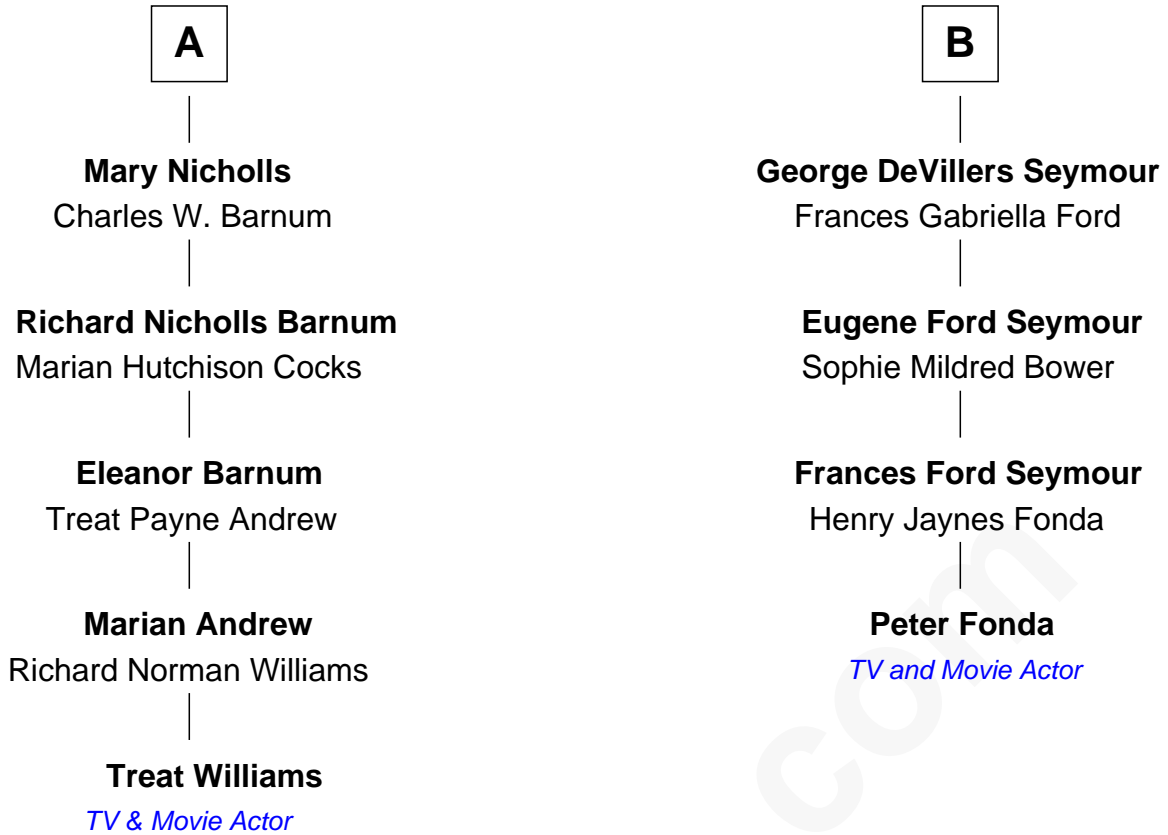 A
Mary Nicholls
Charles W. Barnum
Richard Nicholls Barnum
Marian Hutchison Cocks
Eleanor Barnum
Treat Payne Andrew
Marian Andrew
Richard Norman Williams
Treat Williams
TV & Movie Actor
B
George DeVillers Seymour
Frances Gabriella Ford
Eugene Ford Seymour
Sophie Mildred Bower
Frances Ford Seymour
Henry Jaynes Fonda
Peter Fonda
TV and Movie Actor
com